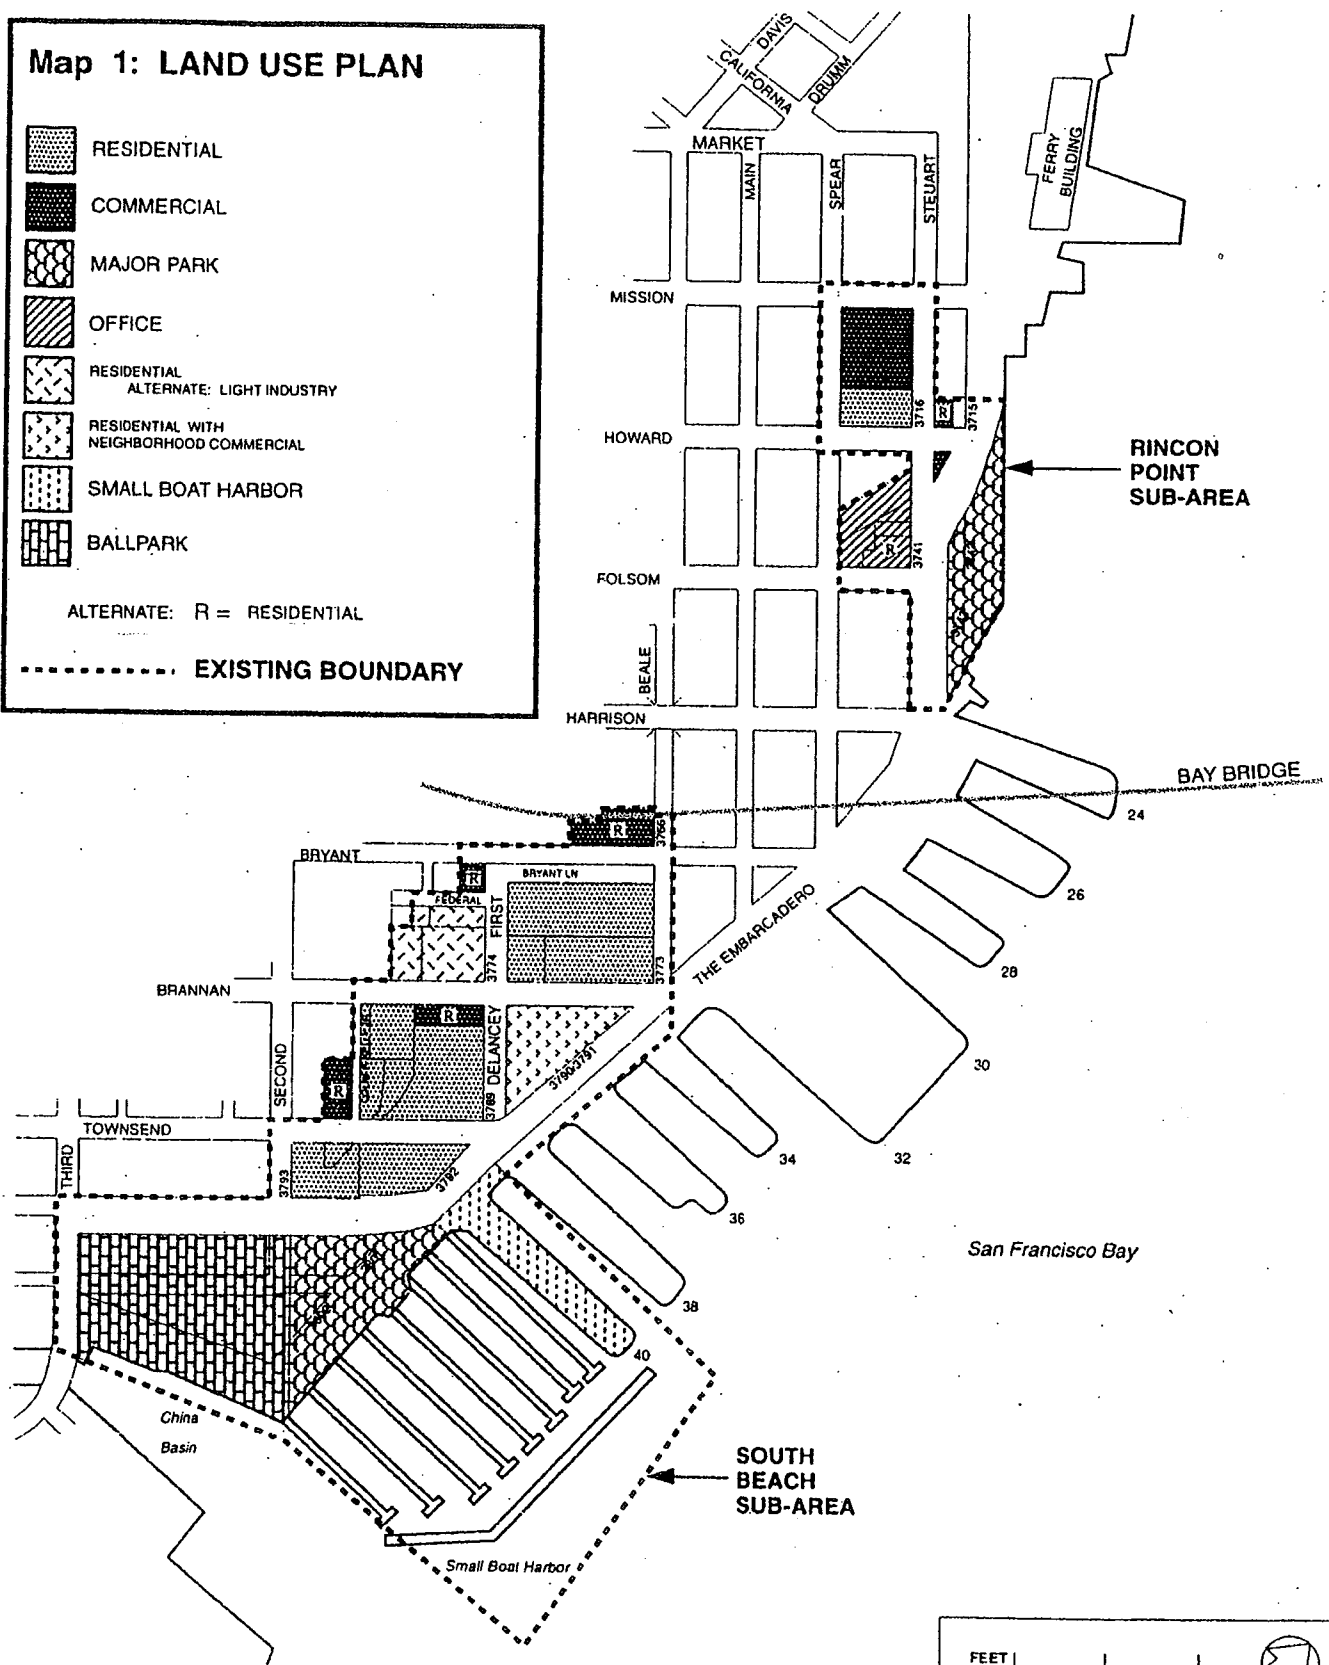 Map 1: LAND USE PLAN
RESIDENTIAL
COMMERCIAL
MAJOR PARK
OFFICE
RESIDENTIAL
ALTERNATE: LIGHT INDUSTRY
RESIDENTIAL WITH
NEIGHBORHOOD COMMERCIAL
SMALL BOAT HARBOR
BALLPARK
ALTERNATE: R = RESIDENTIAL
EXISTING BOUNDARY
DAVIS
CALIFORNIA
DRUMM
MARKET
MAIN
SPEAR
STEUART
FERRY
BUILDING
MISSION
3716
R
3715
HOWARD
RINCON
POINT
SUB-AREA
R
3741
FOLSOM
BEALE
HARRISON
BAY BRIDGE
24
R
3766
BRYANT
BRYANT LN
R
26
FEDERAL
FIRST
THE EMBARCADERO
28
3774
3773
BRANNAN
R
DELANCEY
30
SECOND
3790/3791
R
3789
TOWNSEND
34
32
THIRD
3793
3792
36
San Francisco Bay
38
40
China
Basin
SOUTH
BEACH
SUB-AREA
Small Boat Harbor
FEET